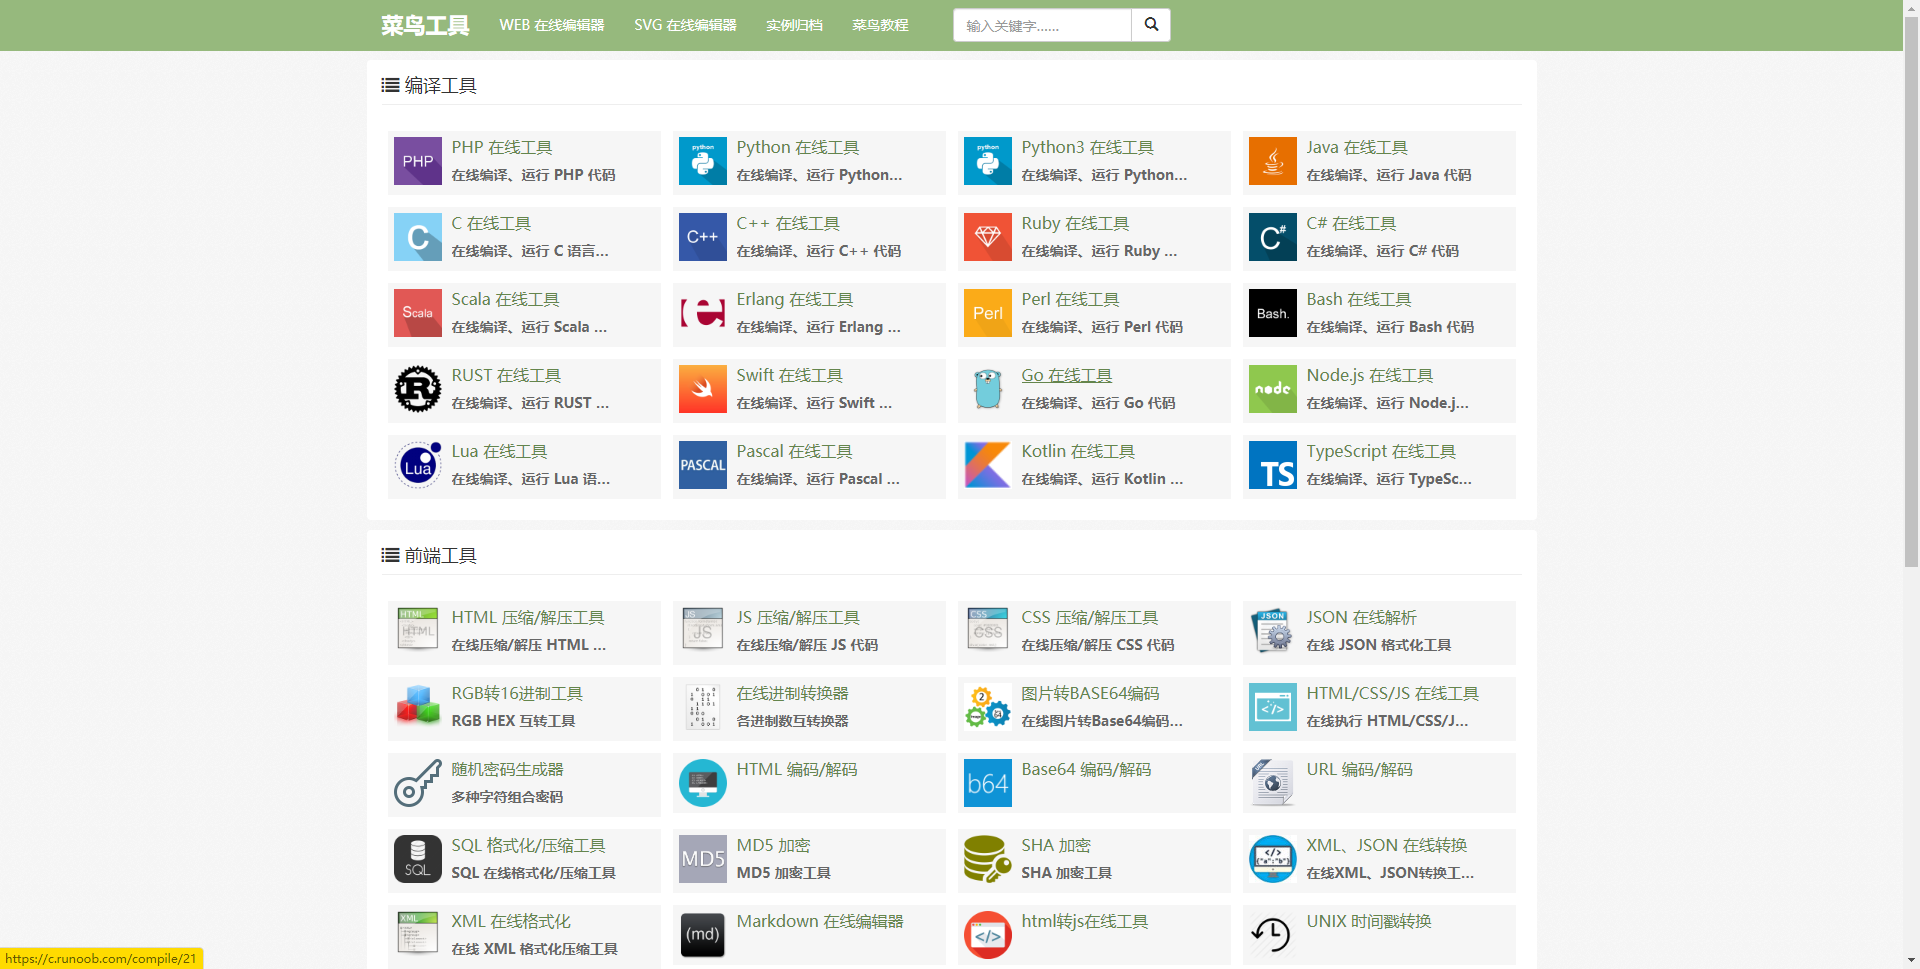 菜鸟工具 WEB 在线编辑器 SVG 在线编辑器 实例归档 菜鸟教程 输入关键字......
编译工具
PHP PHP 在线工具
在线编译、运行 PHP 代码
python Python 在线工具
在线编译、运行 Python...
python Python3 在线工具
在线编译、运行 Python...
Java 在线工具
在线编译、运行 Java 代码
C C 在线工具
在线编译、运行 C 语言...
C++ C++ 在线工具
在线编译、运行 C++ 代码
Ruby 在线工具
在线编译、运行 Ruby ...
C# C# 在线工具
在线编译、运行 C# 代码
Scala Scala 在线工具
在线编译、运行 Scala ...
e Erlang 在线工具
在线编译、运行 Erlang ...
Perl Perl 在线工具
在线编译、运行 Perl 代码
Bash. Bash 在线工具
在线编译、运行 Bash 代码
R RUST 在线工具
在线编译、运行 RUST ...
Swift 在线工具
在线编译、运行 Swift ...
Go 在线工具
在线编译、运行 Go 代码
node Node.js 在线工具
在线编译、运行 Node.j...
Lua Lua 在线工具
在线编译、运行 Lua 语...
PASCAL Pascal 在线工具
在线编译、运行 Pascal ...
Kotlin 在线工具
在线编译、运行 Kotlin ...
TS TypeScript 在线工具
在线编译、运行 TypeSc...
前端工具
HTML HTML HTML 压缩/解压工具
在线压缩/解压 HTML ...
JS JS JS 压缩/解压工具
在线压缩/解压 JS 代码
CSS CSS CSS 压缩/解压工具
在线压缩/解压 CSS 代码
JSON JSON 在线解析
在线 JSON 格式化工具
RGB转16进制工具
RGB HEX 互转工具
在线进制转换器
各进制数互转换器
2 64 图片转BASE64编码
在线图片转Base64编码...
</> HTML/CSS/JS 在线工具
在线执行 HTML/CSS/J...
随机密码生成器
多种字符组合密码
HTML 编码/解码
b64 Base64 编码/解码
URL URL 编码/解码
SQL SQL 格式化/压缩工具
SQL 在线格式化/压缩工具
MD5 MD5 加密
MD5 加密工具
SHA 加密
SHA 加密工具
</> {"a":"b"} XML、JSON 在线转换
在线XML、JSON转换工...
XML XML 在线格式化
在线 XML 格式化压缩工具
(md) Markdown 在线编辑器
</> html转js在线工具
UNIX 时间戳转换
https://c.runoob.com/compile/21